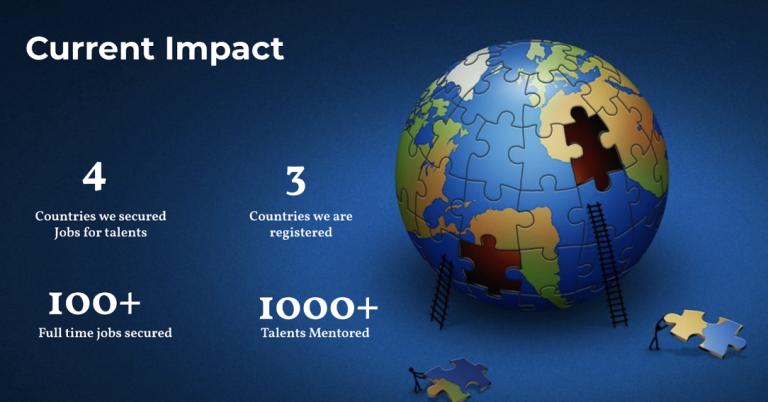 Current Impact
4
Countries we secured
Jobs for talents
3
Countries we are
registered
100+
Full time jobs secured
1000+
Talents Mentored